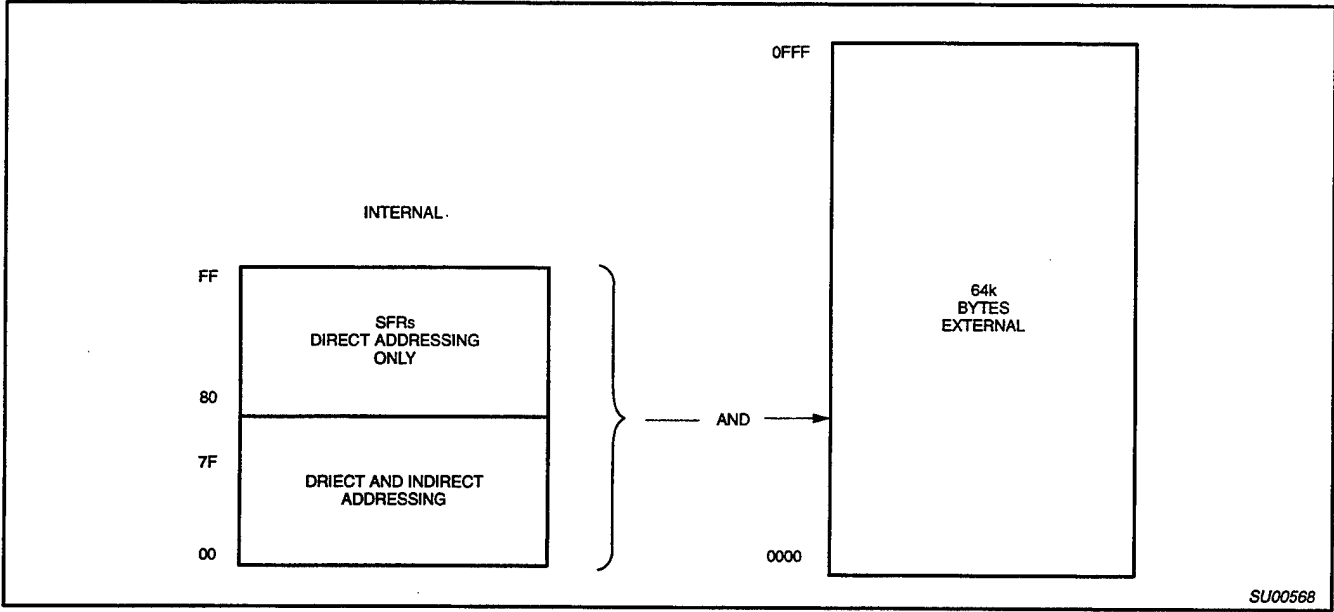 0FFF
INTERNAL
FF
SFRs
DIRECT ADDRESSING
ONLY
80
7F
DRIECT AND INDIRECT
ADDRESSING
00
AND
64k
BYTES
EXTERNAL
0000
SU00568